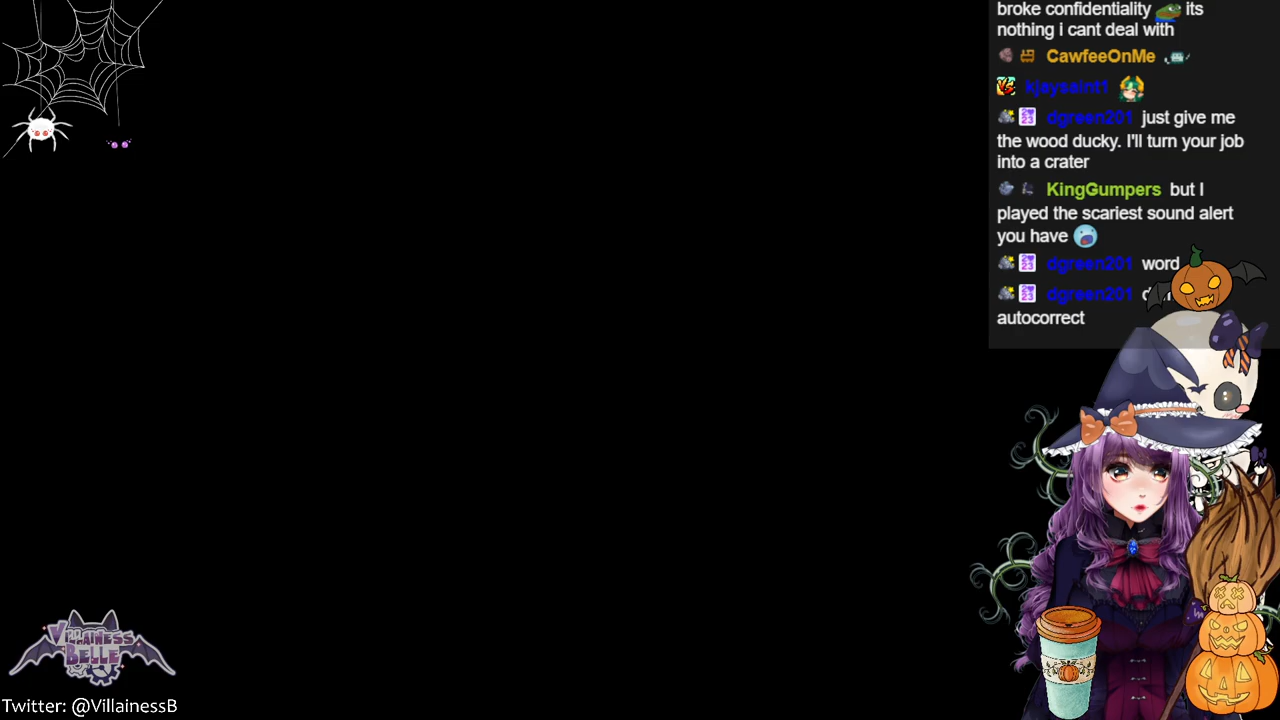 broke confidentiality its
nothing i cant deal with
CawfeeOnMe
kjaysaint1
dgreen201 just give me
the wood ducky. I'll turn your job
into a crater
KingGumpers but I
played the scariest sound alert
you have
dgreen201 word
dgreen201
autocorrect
VILLAINESS
BELLE
Twitter: @VillainessB